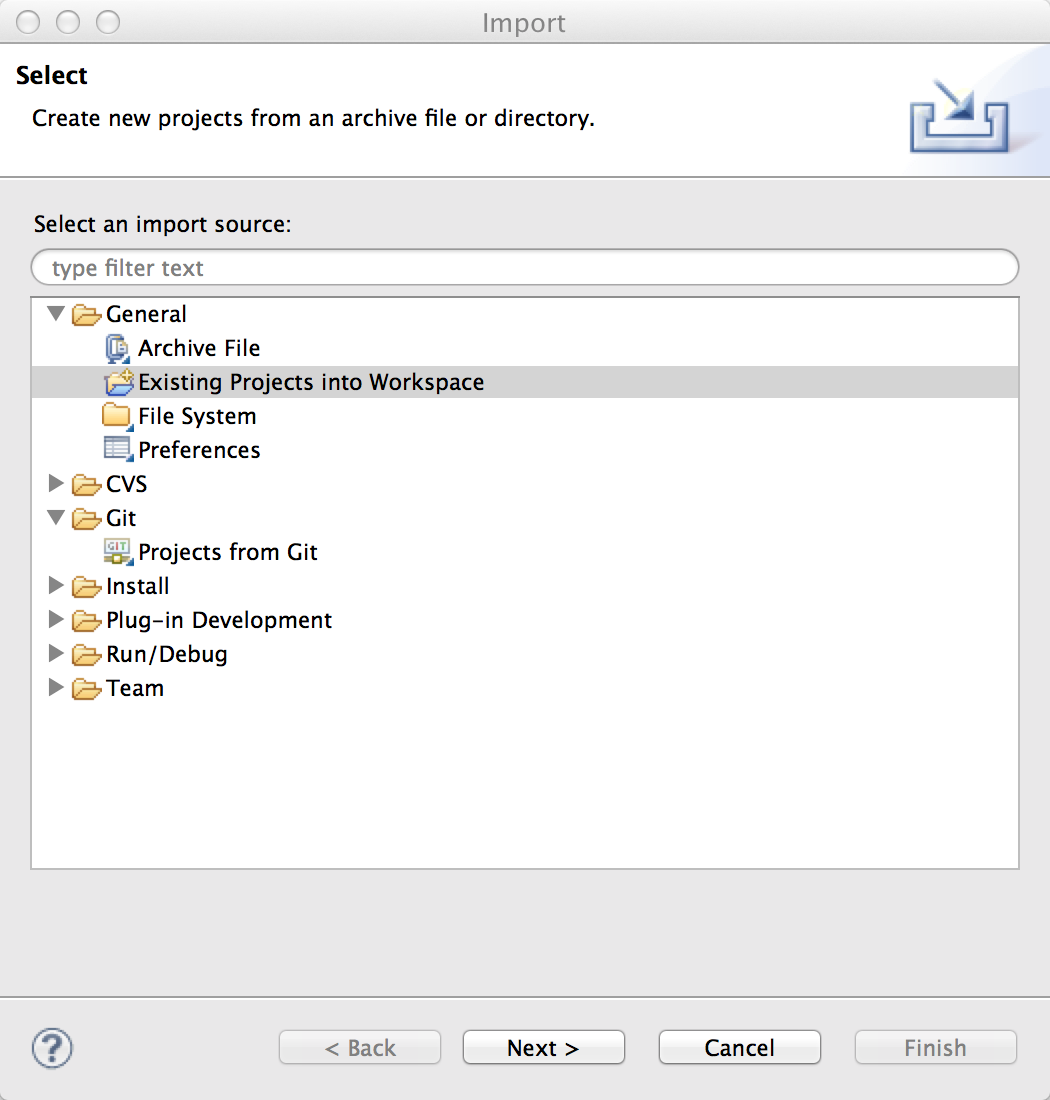 Import
Select
Create new projects from an archive file or directory.
Select an import source:
type filter text
General
Archive File
Existing Projects into Workspace
File System
Preferences
CVS
Git
GIT
Projects from Git
Install
Plug-in Development
Run/Debug
Team
? < Back Next > Cancel Finish